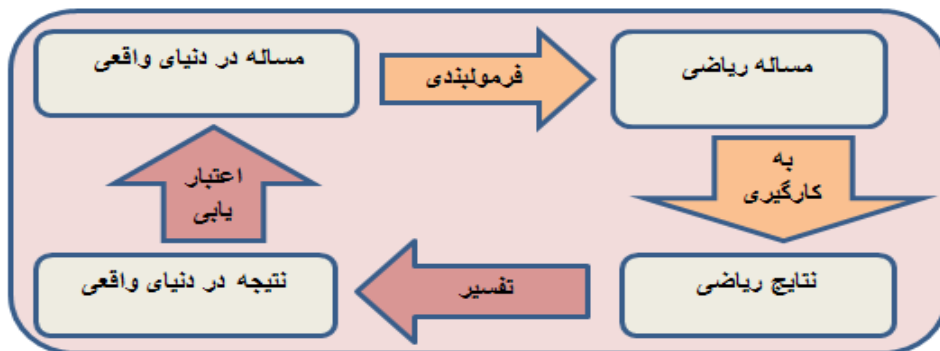 مساله در دنیای واقعی
فرمولبندی
مساله ریاضی
به
کارگیری
نتایج ریاضی
تفسیر
نتیجه در دنیای واقعی
اعتبار
یابی